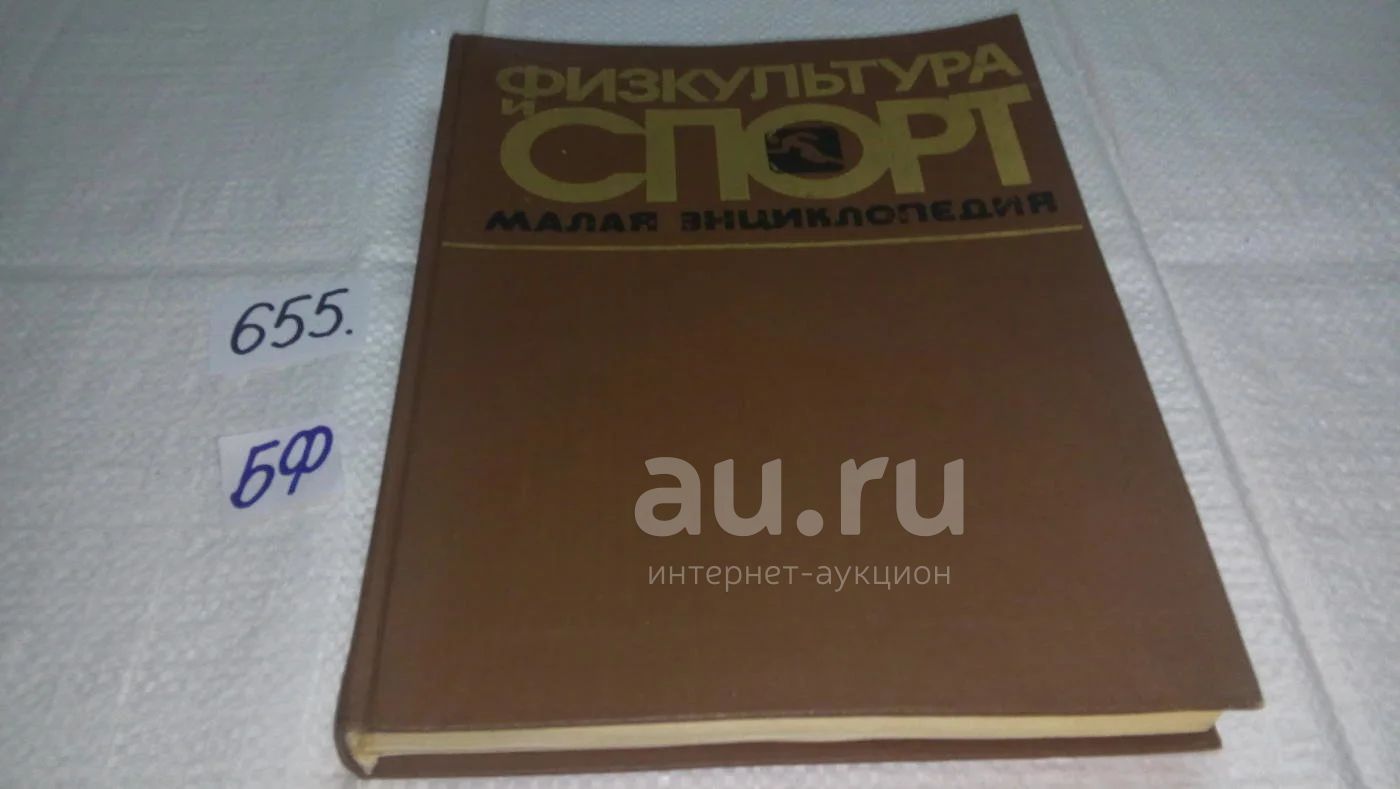 ФИЗКУЛЬТУРА
и
СПОРТ
МАЛАЯ ЭНЦИКЛОПЕДИЯ
655.
БФ
au.ru
интернет-аукцион